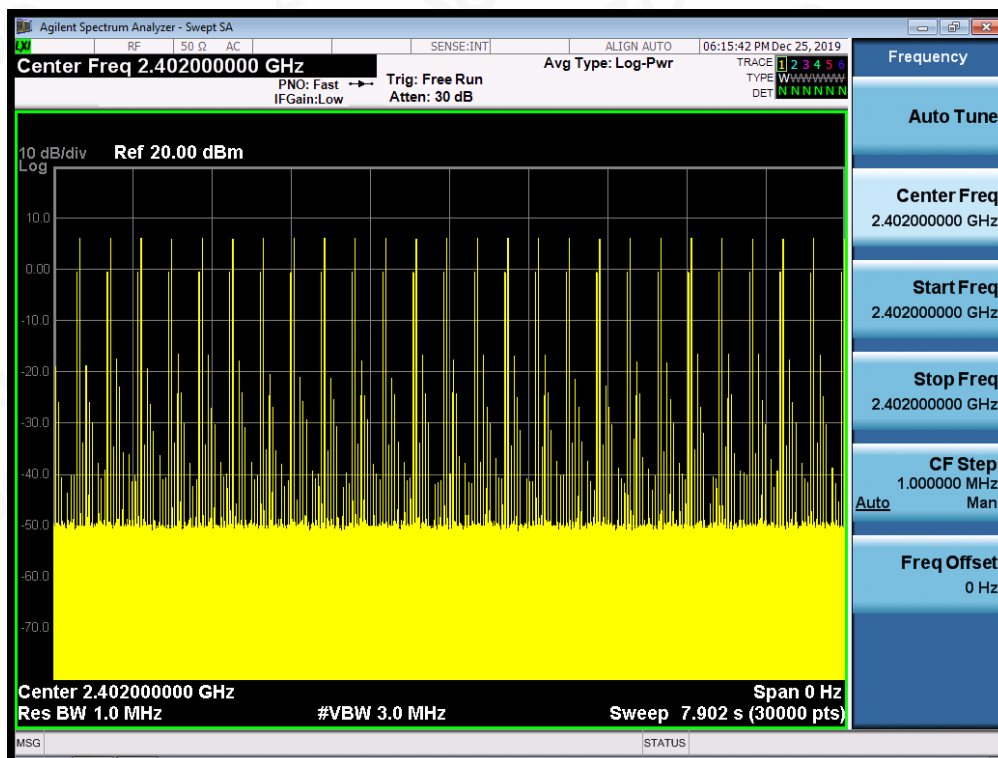 Agilent Spectrum Analyzer - Swept SA
LXI RF 50 Ω AC SENSE:INT ALIGN AUTO 06:15:42 PM Dec 25, 2019
Center Freq 2.402000000 GHz
PNO: Fast
IFGain:Low
Trig: Free Run
Atten: 30 dB
Avg Type: Log-Pwr
TRACE 1 2 3 4 5 6
TYPE WWWWWW
DET N N N N N N
10 dB/div Ref 20.00 dBm
Log
10.0
0.00
-10.0
-20.0
-30.0
-40.0
-50.0
-60.0
-70.0
Center 2.402000000 GHz Span 0 Hz
Res BW 1.0 MHz #VBW 3.0 MHz Sweep 7.902 s (30000 pts)
MSG STATUS
Frequency
Auto Tune
Center Freq
2.402000000 GHz
Start Freq
2.402000000 GHz
Stop Freq
2.402000000 GHz
CF Step
1.000000 MHz
Auto Man
Freq Offset
0 Hz